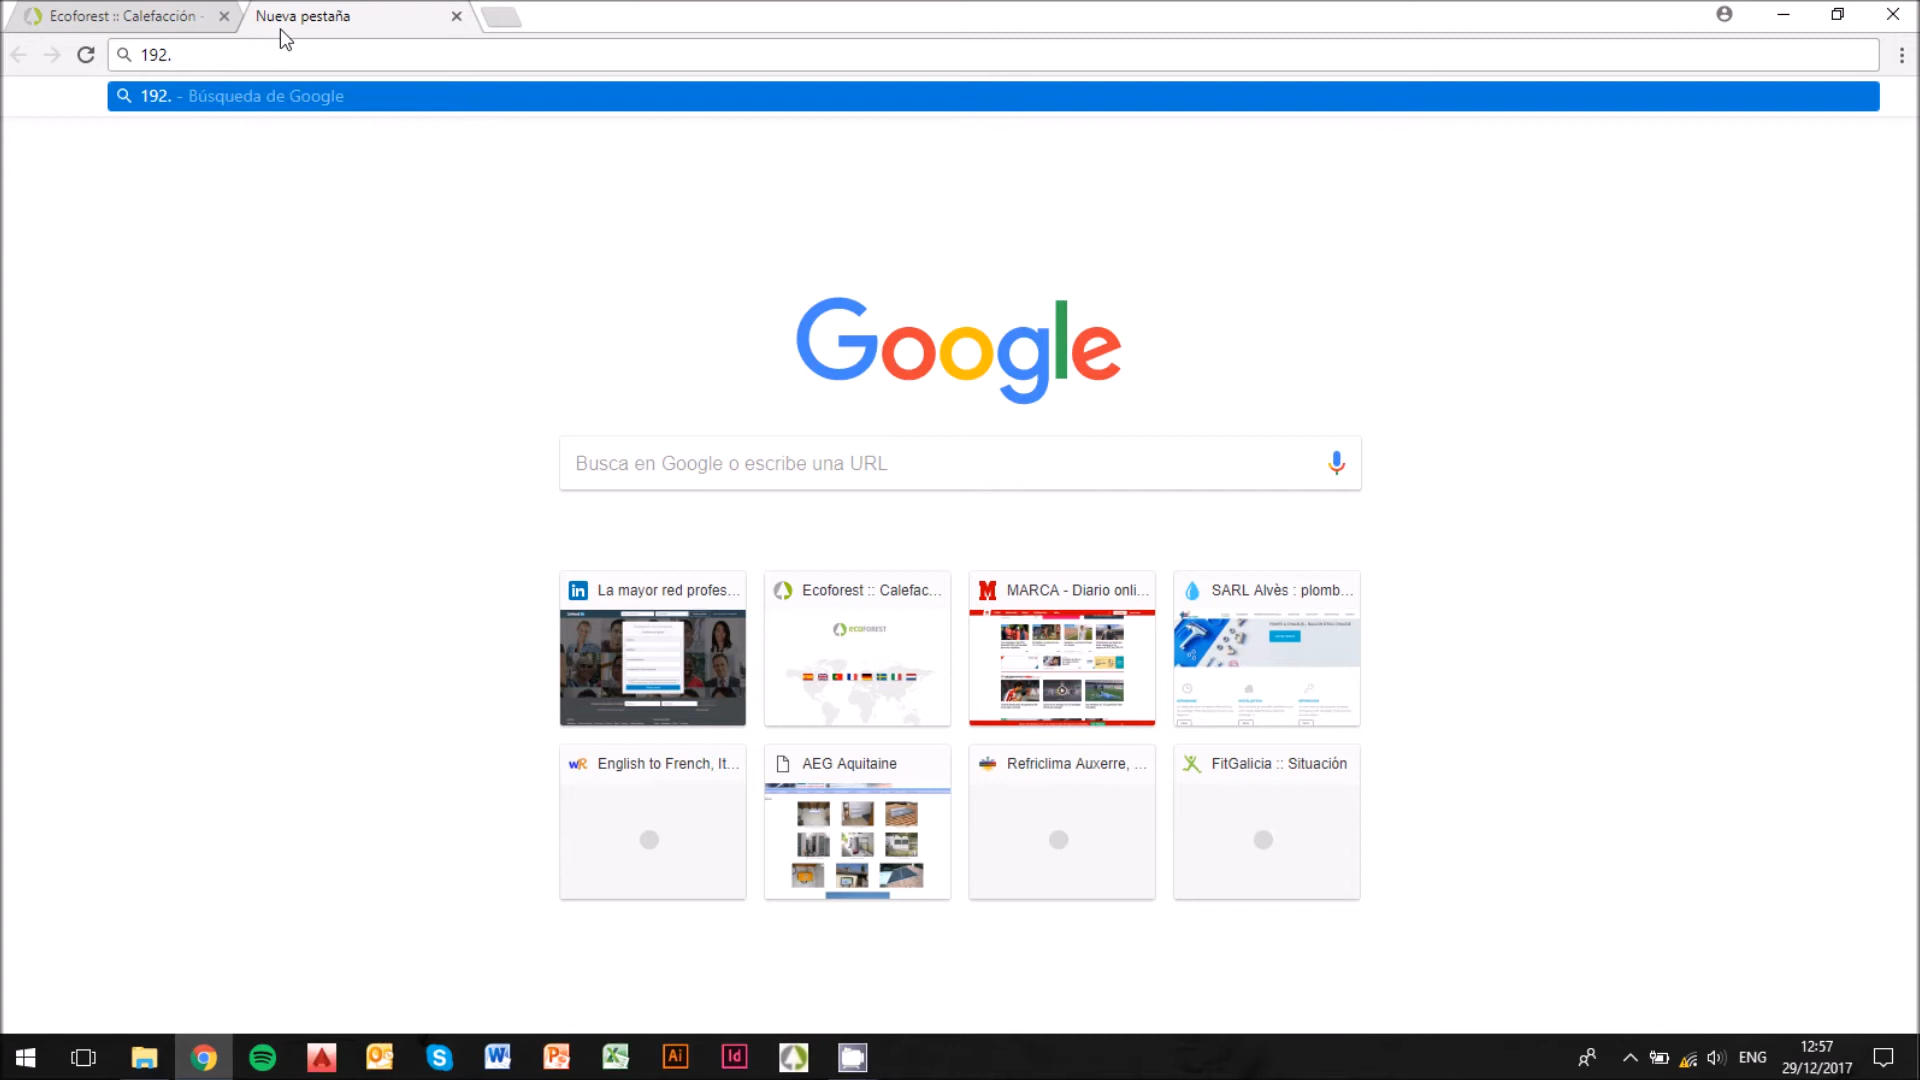 Ecoforest :: Calefacción -
Nueva pestaña
192.
192. - Búsqueda de Google
Google
Busca en Google o escribe una URL
La mayor red profes...
Ecoforest :: Calefac...
MARCA - Diario onli...
SARL Alvès : plomb...
ecoforest
English to French, It...
AEG Aquitaine
Refriclima Auxerre, ...
FitGalicia :: Situación
ENG
12:57
29/12/2017